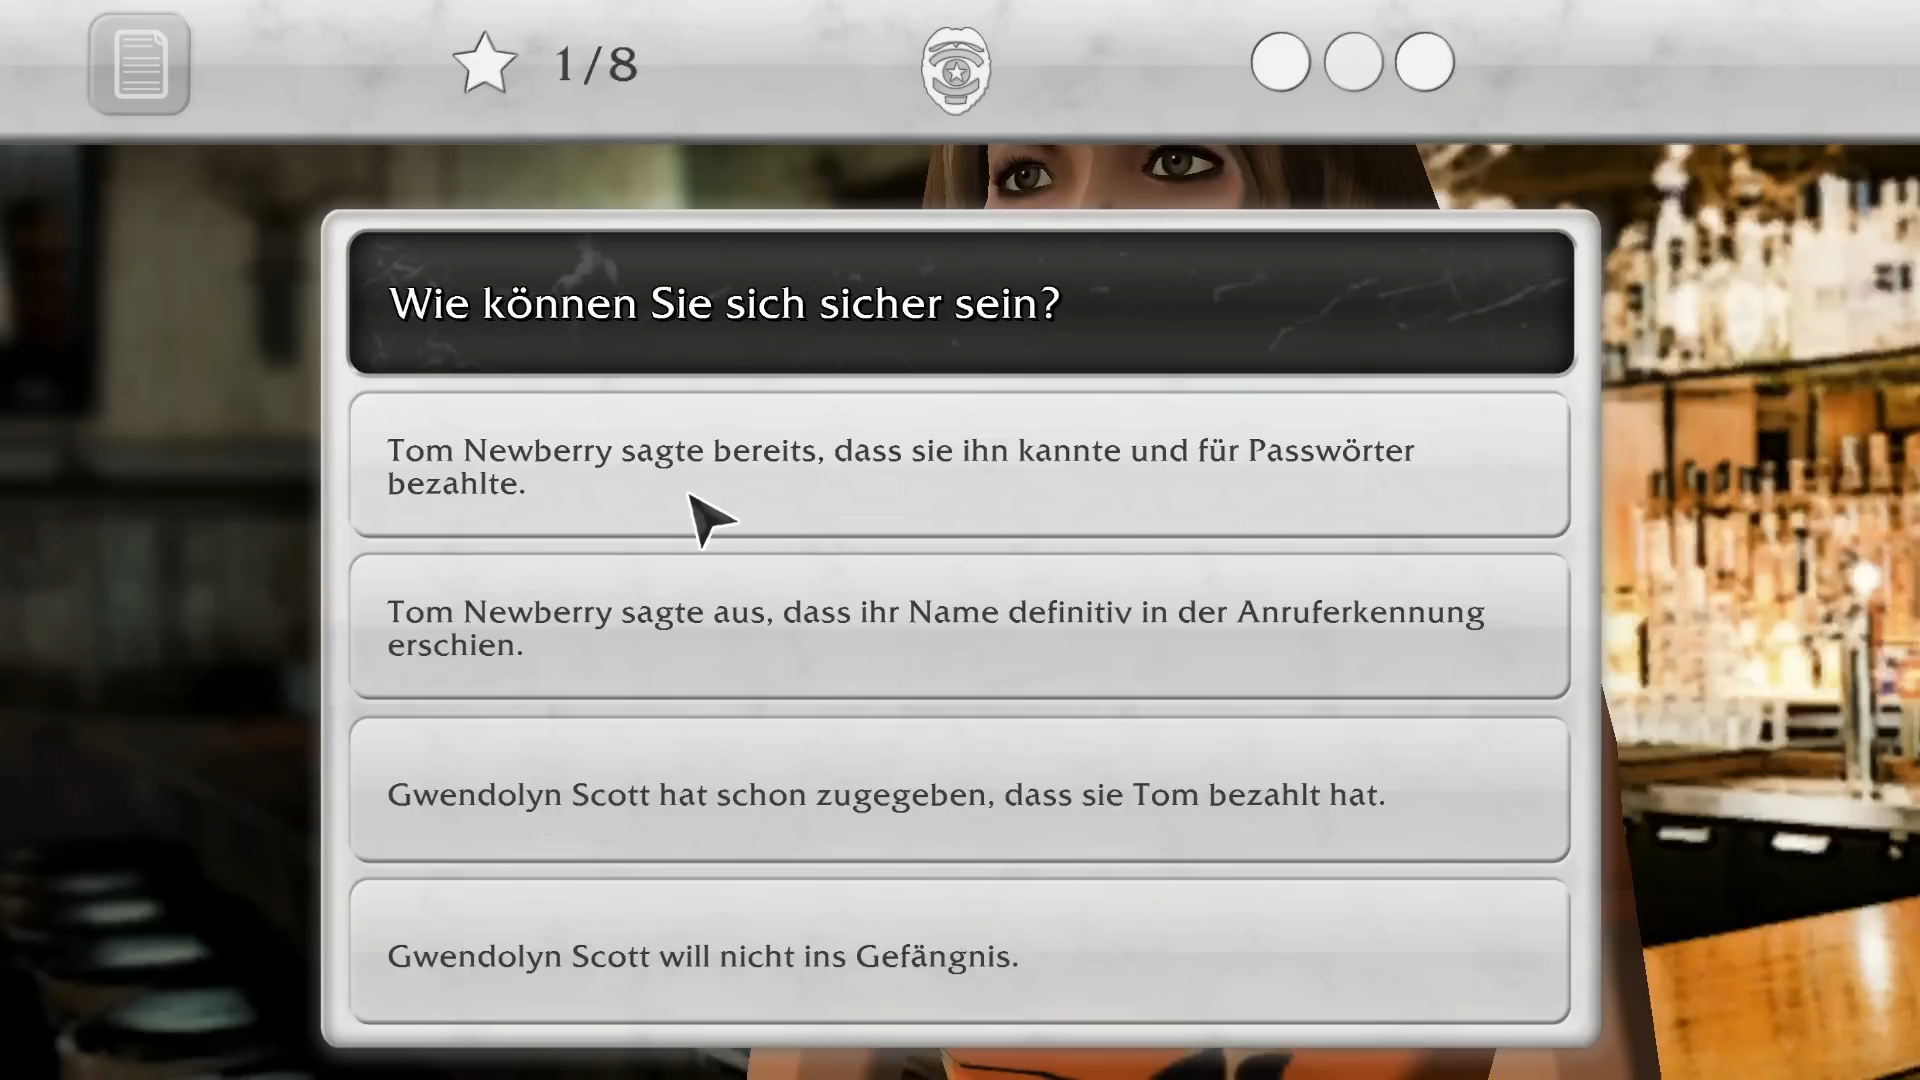 1/8
Wie können Sie sich sicher sein?
Tom Newberry sagte bereits, dass sie ihn kannte und für Passwörter
bezahlte.
Tom Newberry sagte aus, dass ihr Name definitiv in der Anruferkennung
erschien.
Gwendolyn Scott hat schon zugegeben, dass sie Tom bezahlt hat.
Gwendolyn Scott will nicht ins Gefängnis.